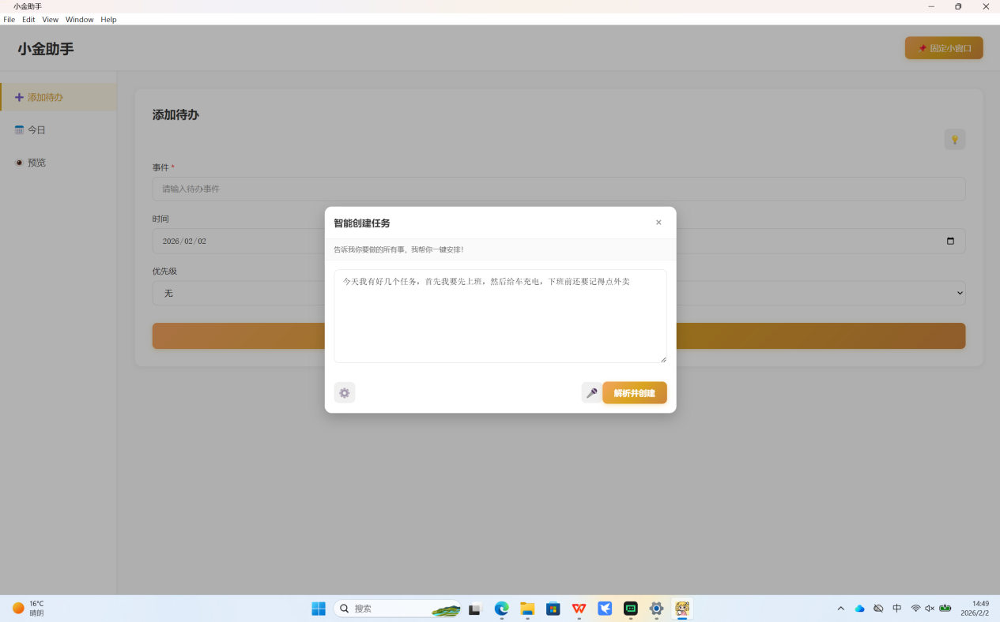 小金助手
File Edit View Window Help
小金助手
固定小窗口
添加待办
今日
预览
添加待办
事件 *
请输入待办事件
时间
2026/02/02
优先级
无
智能创建任务
×
告诉我你要做的所有事，我帮你一键安排！
今天我有好几个任务，首先我要先上班，然后给车充电，下班前还要记得点外卖
解析并创建
16°C
晴朗
搜索
中
14:49
2026/2/2